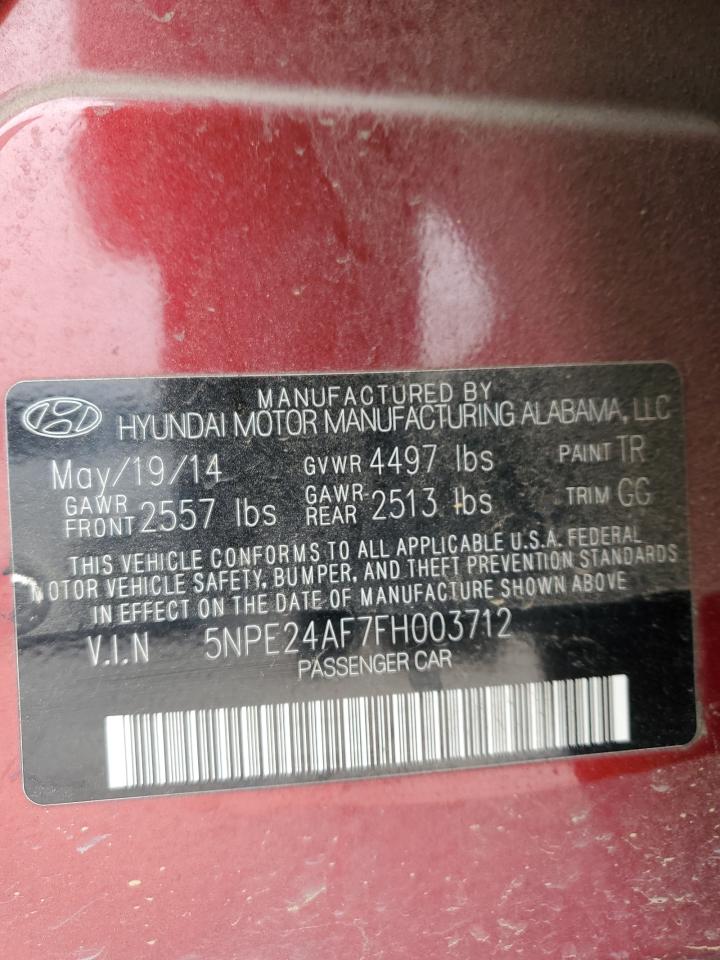 MANUFACTURED BY
HYUNDAI MOTOR MANUFACTURING ALABAMA, LLC
May/19/14 GVWR 4497 lbs PAINT TR
GAWR FRONT 2557 lbs GAWR REAR 2513 lbs TRIM GG
THIS VEHICLE CONFORMS TO ALL APPLICABLE U.S.A. FEDERAL
MOTOR VEHICLE SAFETY, BUMPER, AND THEFT PREVENTION STANDARDS
IN EFFECT ON THE DATE OF MANUFACTURE SHOWN ABOVE
V.I.N 5NPE24AF7FH003712
PASSENGER CAR